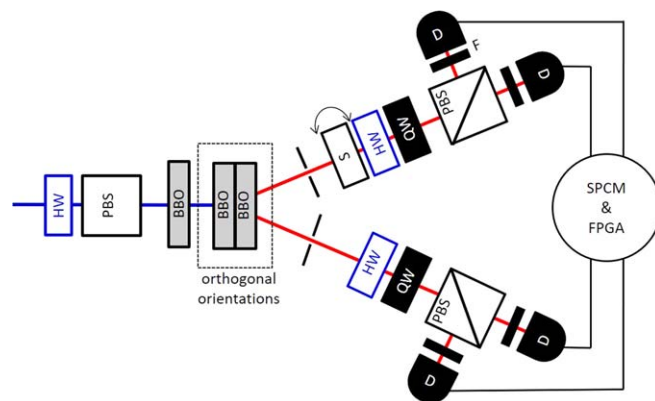 D
F
PBS
D
QW
HW
S
HW
PBS
BBO
BBO
BBO
orthogonal
orientations
SPCM
&
FPGA
HW
QW
PBS
D
D